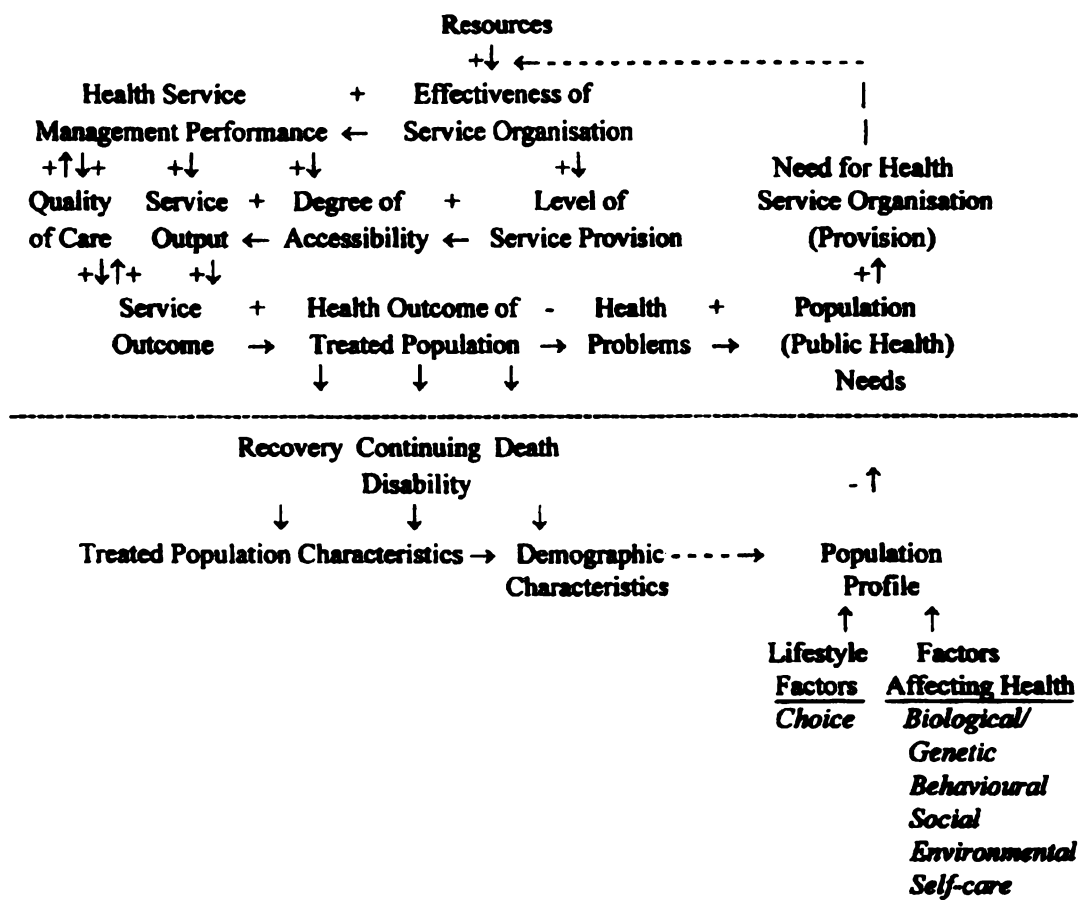 Resources
+↓ ←- - - - - - - - - - - - - - - - - -
Health Service + Effectiveness of |
Management Performance ← Service Organisation |
+↑↓+ +↓ +↓ +↓ Need for Health
Quality Service + Degree of + Level of Service Organisation
of Care Output ← Accessibility ← Service Provision (Provision)
+↓↑+ +↓ +↑
Service + Health Outcome of - Health + Population
Outcome → Treated Population → Problems → (Public Health)
↓ ↓ ↓ Needs
Recovery Continuing Death
Disability - ↑
↓ ↓ ↓
Treated Population Characteristics → Demographic - - - - → Population
Characteristics Profile
↑ ↑
Lifestyle Factors
Factors Affecting Health
Choice Biological/
Genetic
Behavioural
Social
Environmental
Self-care